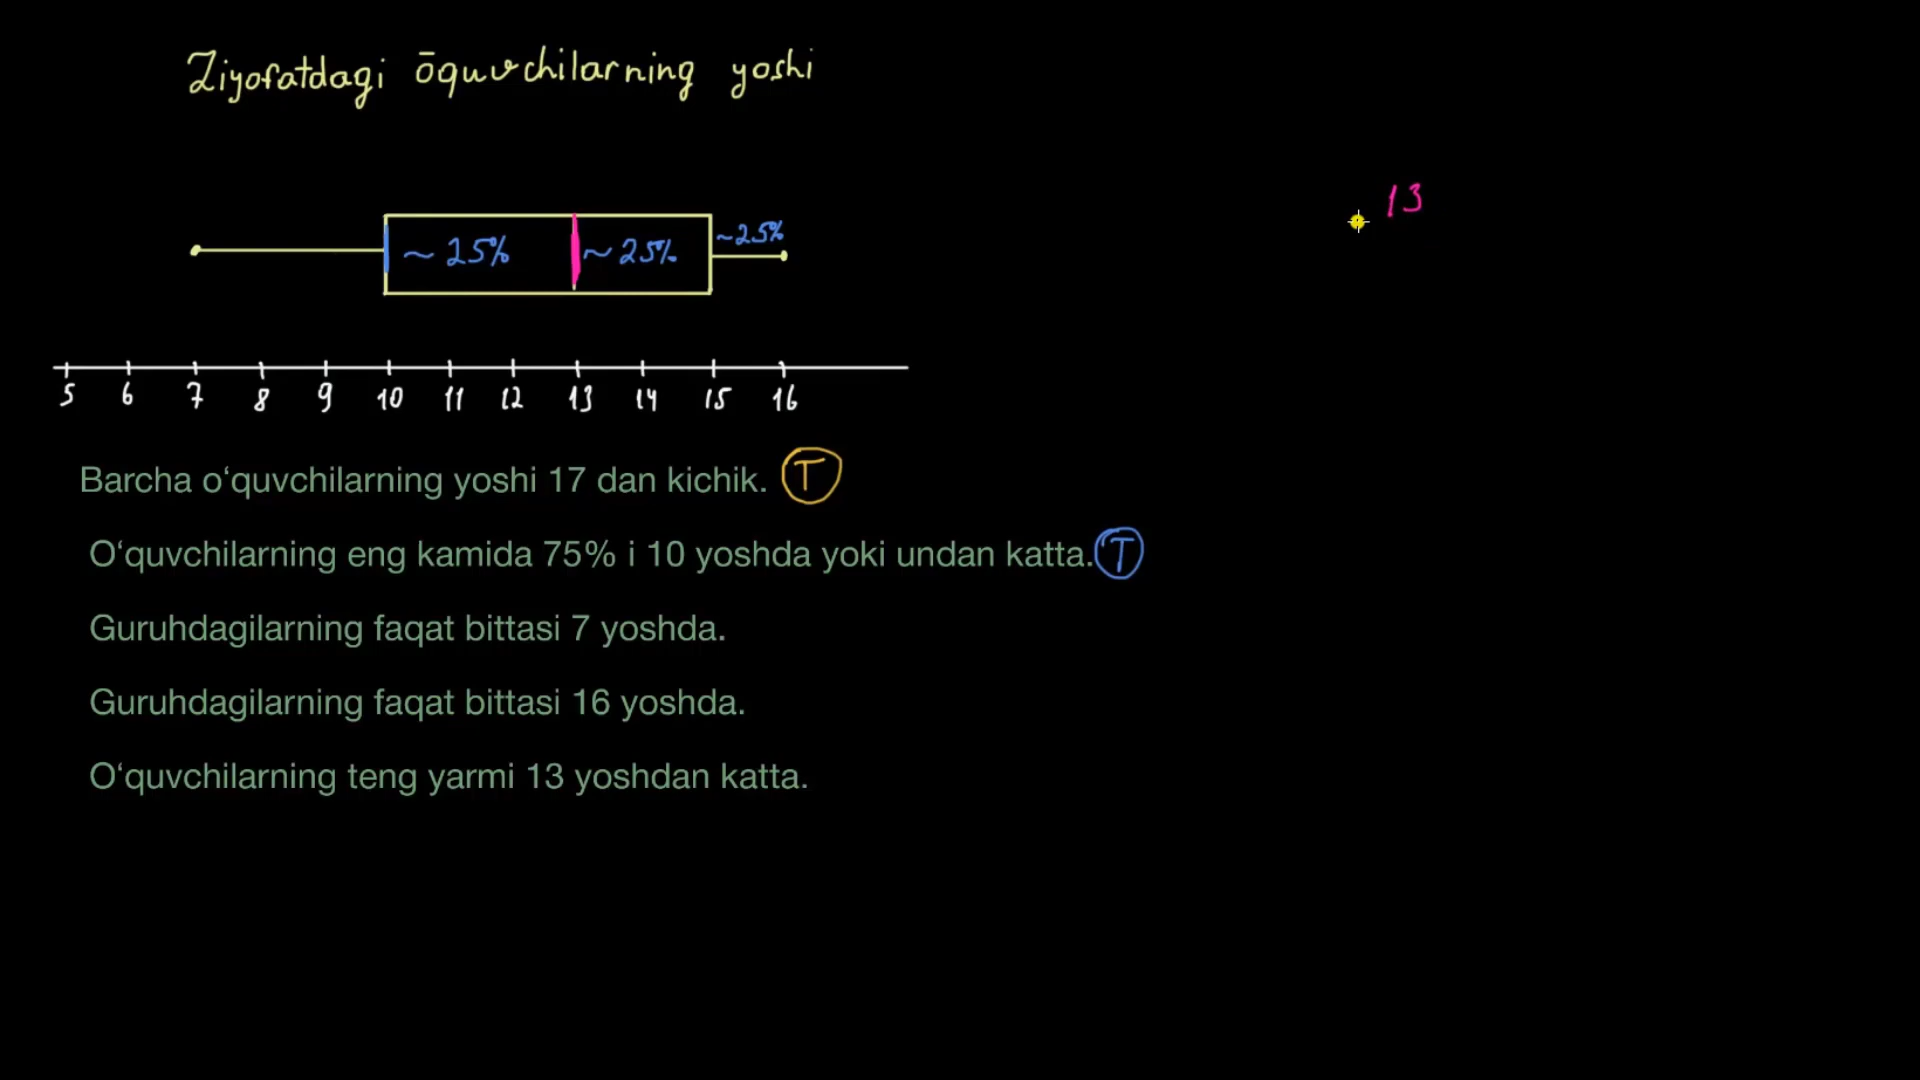 Ziyofatdagi ōquvchilarning yoshi
13
~ 25% ~ 25% ~25%
5 6 7 8 9 10 11 12 13 14 15 16
Barcha o‘quvchilarning yoshi 17 dan kichik. T
O‘quvchilarning eng kamida 75% i 10 yoshda yoki undan katta. T
Guruhdagilarning faqat bittasi 7 yoshda.
Guruhdagilarning faqat bittasi 16 yoshda.
O‘quvchilarning teng yarmi 13 yoshdan katta.